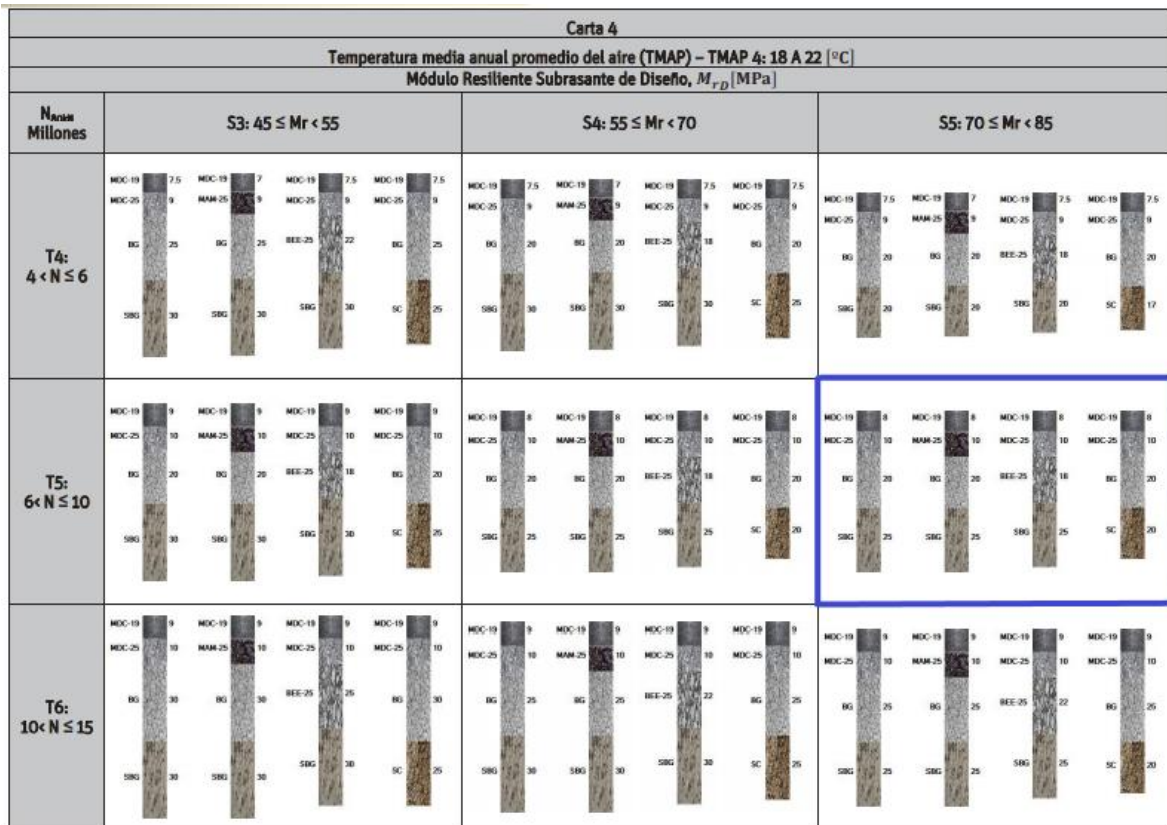 Carta 4
Temperatura media anual promedio del aire (TMAP) – TMAP 4: 18 A 22 [ºC]
Módulo Resiliente Subrasante de Diseño, M_rD[MPa]
N80kN Millones
S3: 45 ≤ Mr < 55
S4: 55 ≤ Mr < 70
S5: 70 ≤ Mr < 85
T4: 4 < N ≤ 6
MDC-19 7.5 MDC-19 7 MDC-19 7.5 MDC-19 7.5
MDC-25 9 MAM-25 9 MDC-25 9 MDC-25 9
BG 25 BG 25 BEE-25 22 BG 25
SBG 30 SBG 30 SBG 30 SC 25
MDC-19 7.5 MDC-19 7 MDC-19 7.5 MDC-19 7.5
MDC-25 9 MAM-25 9 MDC-25 9 MDC-25 9
BG 20 BG 20 BEE-25 18 BG 20
SBG 30 SBG 30 SBG 30 SC 25
MDC-19 7.5 MDC-19 7 MDC-19 7.5 MDC-19 7.5
MDC-25 9 MAM-25 9 MDC-25 9 MDC-25 9
BG 20 BG 20 BEE-25 18 BG 20
SBG 20 SBG 20 SBG 20 SC 17
T5: 6< N ≤ 10
MDC-19 9 MDC-19 9 MDC-19 9 MDC-19 9
MDC-25 10 MAM-25 10 MDC-25 10 MDC-25 10
BG 20 BG 20 BEE-25 18 BG 20
SBG 30 SBG 30 SBG 30 SC 25
MDC-19 8 MDC-19 8 MDC-19 8 MDC-19 8
MDC-25 10 MAM-25 10 MDC-25 10 MDC-25 10
BG 20 BG 20 BEE-25 18 BG 20
SBG 25 SBG 25 SBG 25 SC 20
MDC-19 8 MDC-19 8 MDC-19 8 MDC-19 8
MDC-25 10 MAM-25 10 MDC-25 10 MDC-25 10
BG 20 BG 20 BEE-25 18 BG 20
SBG 25 SBG 25 SBG 25 SC 20
T6: 10< N ≤ 15
MDC-19 9 MDC-19 9 MDC-19 9 MDC-19 9
MDC-25 10 MAM-25 10 MDC-25 10 MDC-25 10
BG 30 BG 30 BEE-25 25 BG 30
SBG 30 SBG 30 SBG 30 SC 25
MDC-19 9 MDC-19 9 MDC-19 9 MDC-19 9
MDC-25 10 MAM-25 10 MDC-25 10 MDC-25 10
BG 25 BG 25 BEE-25 22 BG 25
SBG 30 SBG 30 SBG 30 SC 25
MDC-19 9 MDC-19 9 MDC-19 9 MDC-19 9
MDC-25 10 MAM-25 10 MDC-25 10 MDC-25 10
BG 25 BG 25 BEE-25 22 BG 25
SBG 25 SBG 25 SBG 25 SC 20